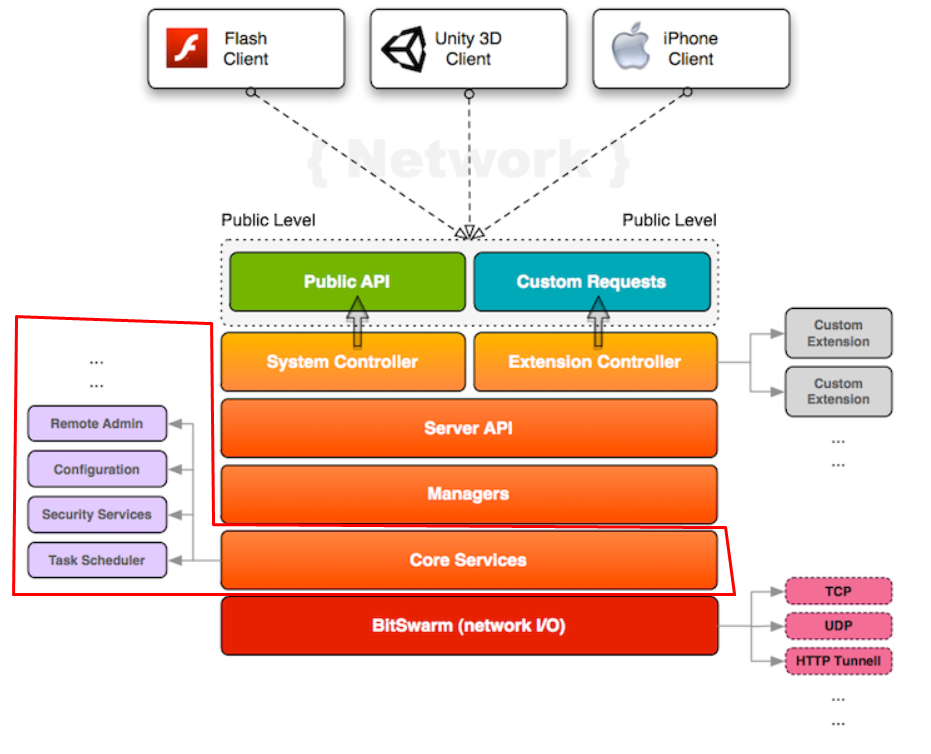 Flash
Client
Unity 3D
Client
iPhone
Client
{ Network }
Public Level
Public Level
Public API
Custom Requests
System Controller
Extension Controller
Custom
Extension
Custom
Extension
...
...
...
...
Remote Admin
Configuration
Security Services
Task Scheduler
Server API
Managers
Core Services
BitSwarm (network I/O)
TCP
UDP
HTTP Tunnell
...
...